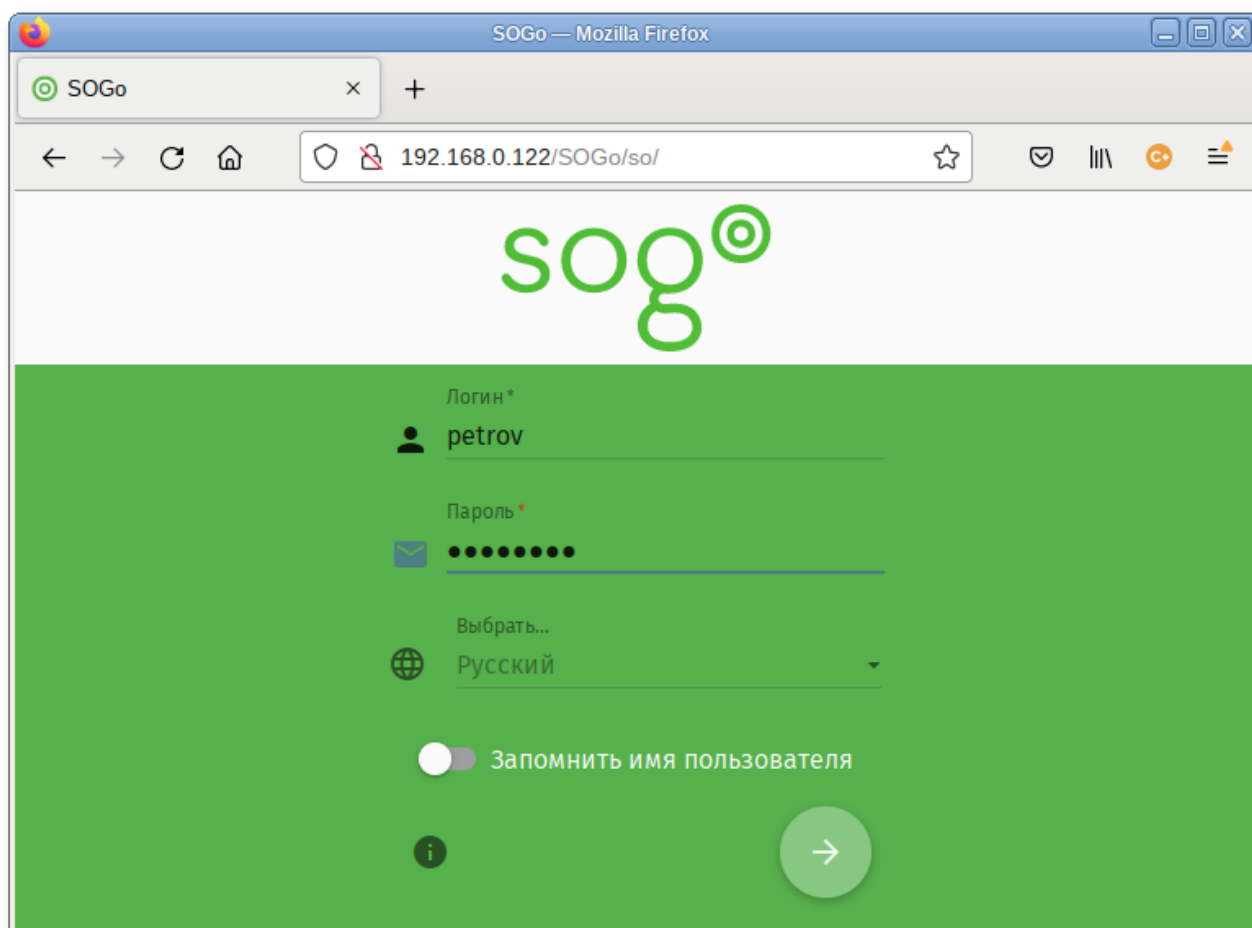 SOGo — Mozilla Firefox
SOGo
192.168.0.122/SOGo/so/
sogo
Логин *
petrov
Пароль *
••••••••
Выбрать...
Русский
Запомнить имя пользователя